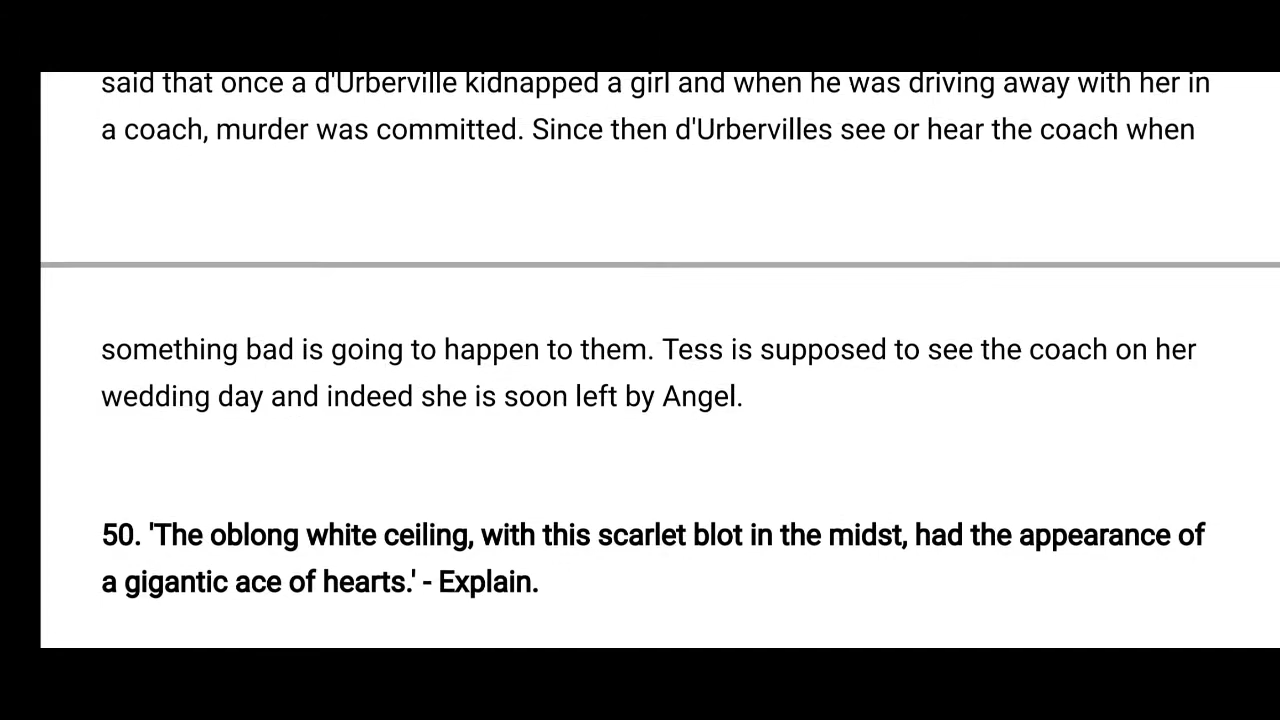 said that once a d'Urberville kidnapped a girl and when he was driving away with her in
a coach, murder was committed. Since then d'Urbervilles see or hear the coach when
something bad is going to happen to them. Tess is supposed to see the coach on her
wedding day and indeed she is soon left by Angel.
50. 'The oblong white ceiling, with this scarlet blot in the midst, had the appearance of
a gigantic ace of hearts.' - Explain.